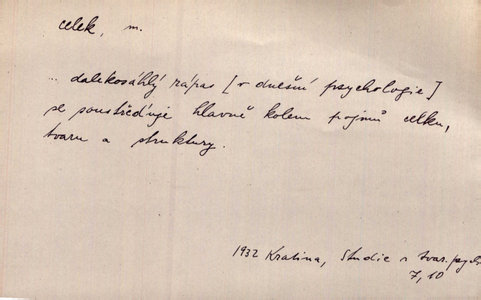 celek, m.
... dalekosáhlý zápas [v dnešní psychologie]
se soustřeďuje hlavně kolem pojmů celku,
tvaru a struktury.
1932 Kratina, Studie z tvar. psych
7, 10